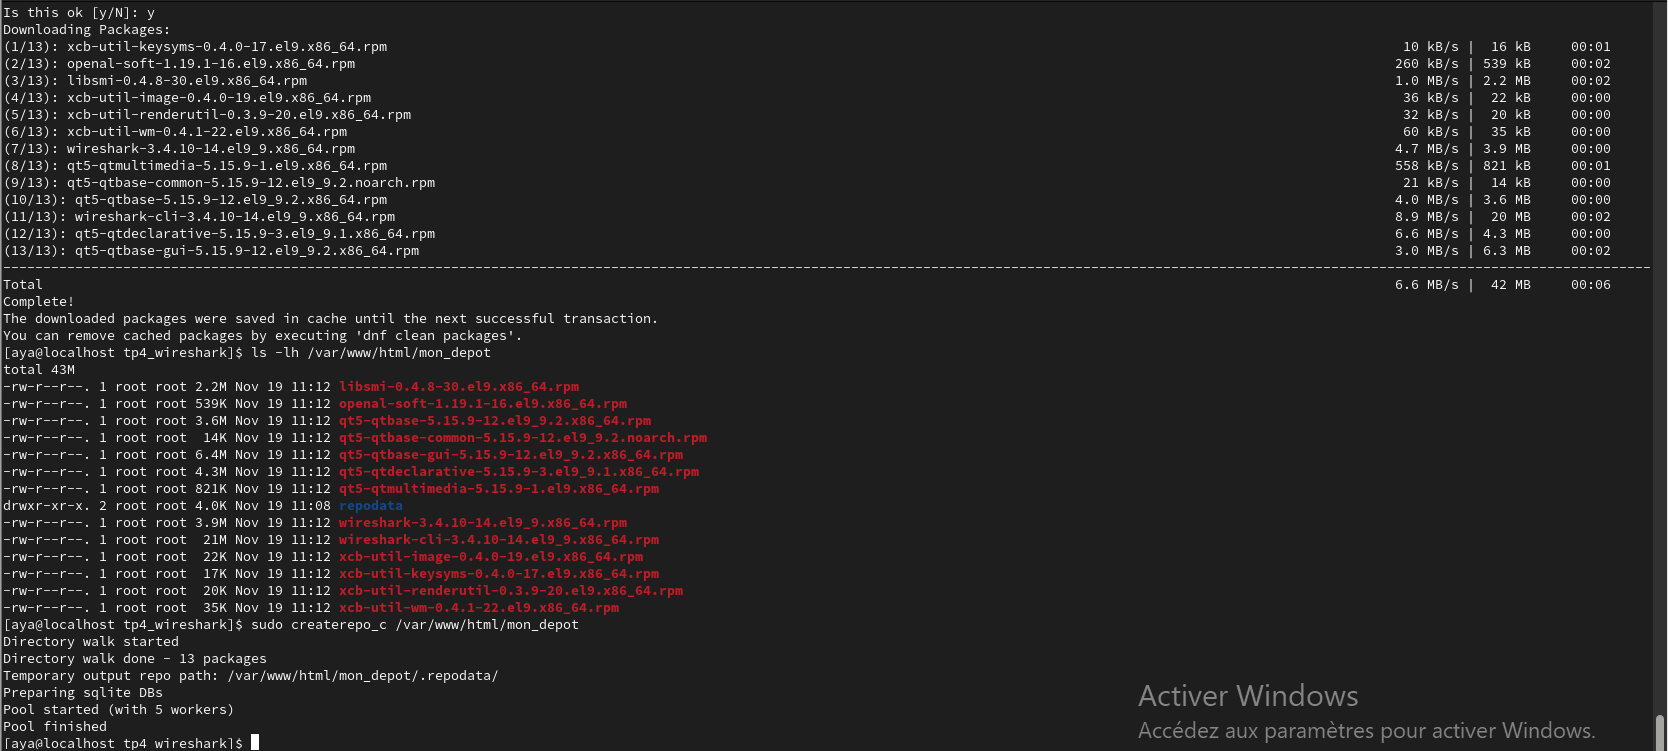 Is this ok [y/N]: y
Downloading Packages:
(1/13): xcb-util-keysyms-0.4.0-17.el9.x86_64.rpm 10 kB/s | 16 kB 00:01
(2/13): openal-soft-1.19.1-16.el9.x86_64.rpm 260 kB/s | 539 kB 00:02
(3/13): libsmi-0.4.8-30.el9.x86_64.rpm 1.0 MB/s | 2.2 MB 00:02
(4/13): xcb-util-image-0.4.0-19.el9.x86_64.rpm 36 kB/s | 22 kB 00:00
(5/13): xcb-util-renderutil-0.3.9-20.el9.x86_64.rpm 32 kB/s | 20 kB 00:00
(6/13): xcb-util-wm-0.4.1-22.el9.x86_64.rpm 60 kB/s | 35 kB 00:00
(7/13): wireshark-3.4.10-14.el9_9.x86_64.rpm 4.7 MB/s | 3.9 MB 00:00
(8/13): qt5-qtmultimedia-5.15.9-1.el9.x86_64.rpm 558 kB/s | 821 kB 00:01
(9/13): qt5-qtbase-common-5.15.9-12.el9_9.2.noarch.rpm 21 kB/s | 14 kB 00:00
(10/13): qt5-qtbase-5.15.9-12.el9_9.2.x86_64.rpm 4.0 MB/s | 3.6 MB 00:00
(11/13): wireshark-cli-3.4.10-14.el9_9.x86_64.rpm 8.9 MB/s | 20 MB 00:02
(12/13): qt5-qtdeclarative-5.15.9-3.el9_9.1.x86_64.rpm 6.6 MB/s | 4.3 MB 00:00
(13/13): qt5-qtbase-gui-5.15.9-12.el9_9.2.x86_64.rpm 3.0 MB/s | 6.3 MB 00:02
Total 6.6 MB/s | 42 MB 00:06
Complete!
The downloaded packages were saved in cache until the next successful transaction.
You can remove cached packages by executing 'dnf clean packages'.
[aya@localhost tp4_wireshark]$ ls -lh /var/www/html/mon_depot
total 43M
-rw-r--r--. 1 root root 2.2M Nov 19 11:12 libsmi-0.4.8-30.el9.x86_64.rpm
-rw-r--r--. 1 root root 539K Nov 19 11:12 openal-soft-1.19.1-16.el9.x86_64.rpm
-rw-r--r--. 1 root root 3.6M Nov 19 11:12 qt5-qtbase-5.15.9-12.el9_9.2.x86_64.rpm
-rw-r--r--. 1 root root 14K Nov 19 11:12 qt5-qtbase-common-5.15.9-12.el9_9.2.noarch.rpm
-rw-r--r--. 1 root root 6.4M Nov 19 11:12 qt5-qtbase-gui-5.15.9-12.el9_9.2.x86_64.rpm
-rw-r--r--. 1 root root 4.3M Nov 19 11:12 qt5-qtdeclarative-5.15.9-3.el9_9.1.x86_64.rpm
-rw-r--r--. 1 root root 821K Nov 19 11:12 qt5-qtmultimedia-5.15.9-1.el9.x86_64.rpm
drwxr-xr-x. 2 root root 4.0K Nov 19 11:08 repodata
-rw-r--r--. 1 root root 3.9M Nov 19 11:12 wireshark-3.4.10-14.el9_9.x86_64.rpm
-rw-r--r--. 1 root root 21M Nov 19 11:12 wireshark-cli-3.4.10-14.el9_9.x86_64.rpm
-rw-r--r--. 1 root root 22K Nov 19 11:12 xcb-util-image-0.4.0-19.el9.x86_64.rpm
-rw-r--r--. 1 root root 17K Nov 19 11:12 xcb-util-keysyms-0.4.0-17.el9.x86_64.rpm
-rw-r--r--. 1 root root 20K Nov 19 11:12 xcb-util-renderutil-0.3.9-20.el9.x86_64.rpm
-rw-r--r--. 1 root root 35K Nov 19 11:12 xcb-util-wm-0.4.1-22.el9.x86_64.rpm
[aya@localhost tp4_wireshark]$ sudo createrepo_c /var/www/html/mon_depot
Directory walk started
Directory walk done - 13 packages
Temporary output repo path: /var/www/html/mon_depot/.repodata/
Preparing sqlite DBs
Pool started (with 5 workers)
Pool finished
[aya@localhost tp4_wireshark]$
Activer Windows
Accédez aux paramètres pour activer Windows.